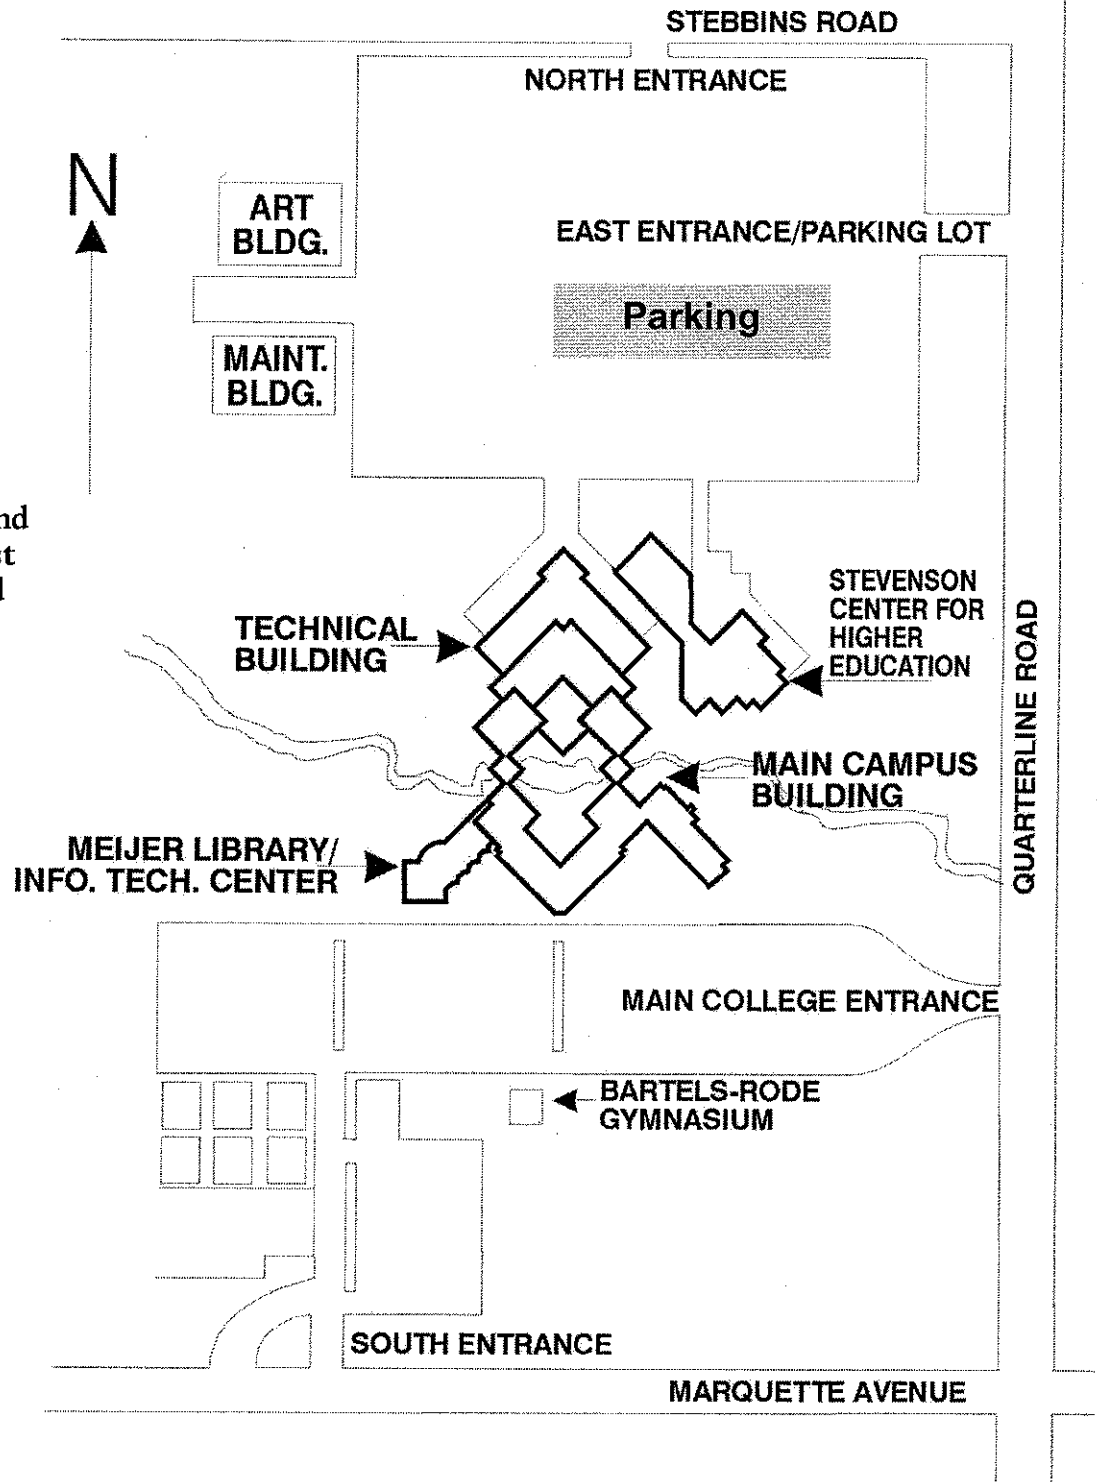 STEBBINS ROAD
NORTH ENTRANCE
N
ART
BLDG.
EAST ENTRANCE/PARKING LOT
Parking
MAINT.
BLDG.
nd
st
d
STEVENSON
CENTER FOR
HIGHER
EDUCATION
TECHNICAL
BUILDING
QUARTERLINE ROAD
MAIN CAMPUS
BUILDING
MEIJER LIBRARY/
INFO. TECH. CENTER
MAIN COLLEGE ENTRANCE
BARTELS-RODE
GYMNASIUM
SOUTH ENTRANCE
MARQUETTE AVENUE